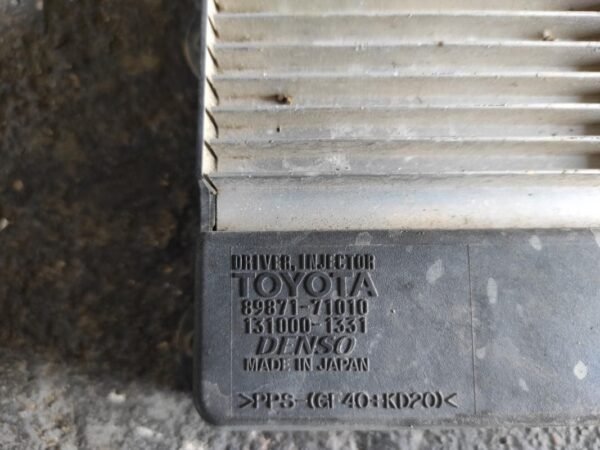 DRIVER, INJECTOR
TOYOTA
89871-71010
131000-1331
DENSO
MADE IN JAPAN
>PPS-(GF40+KD20)<